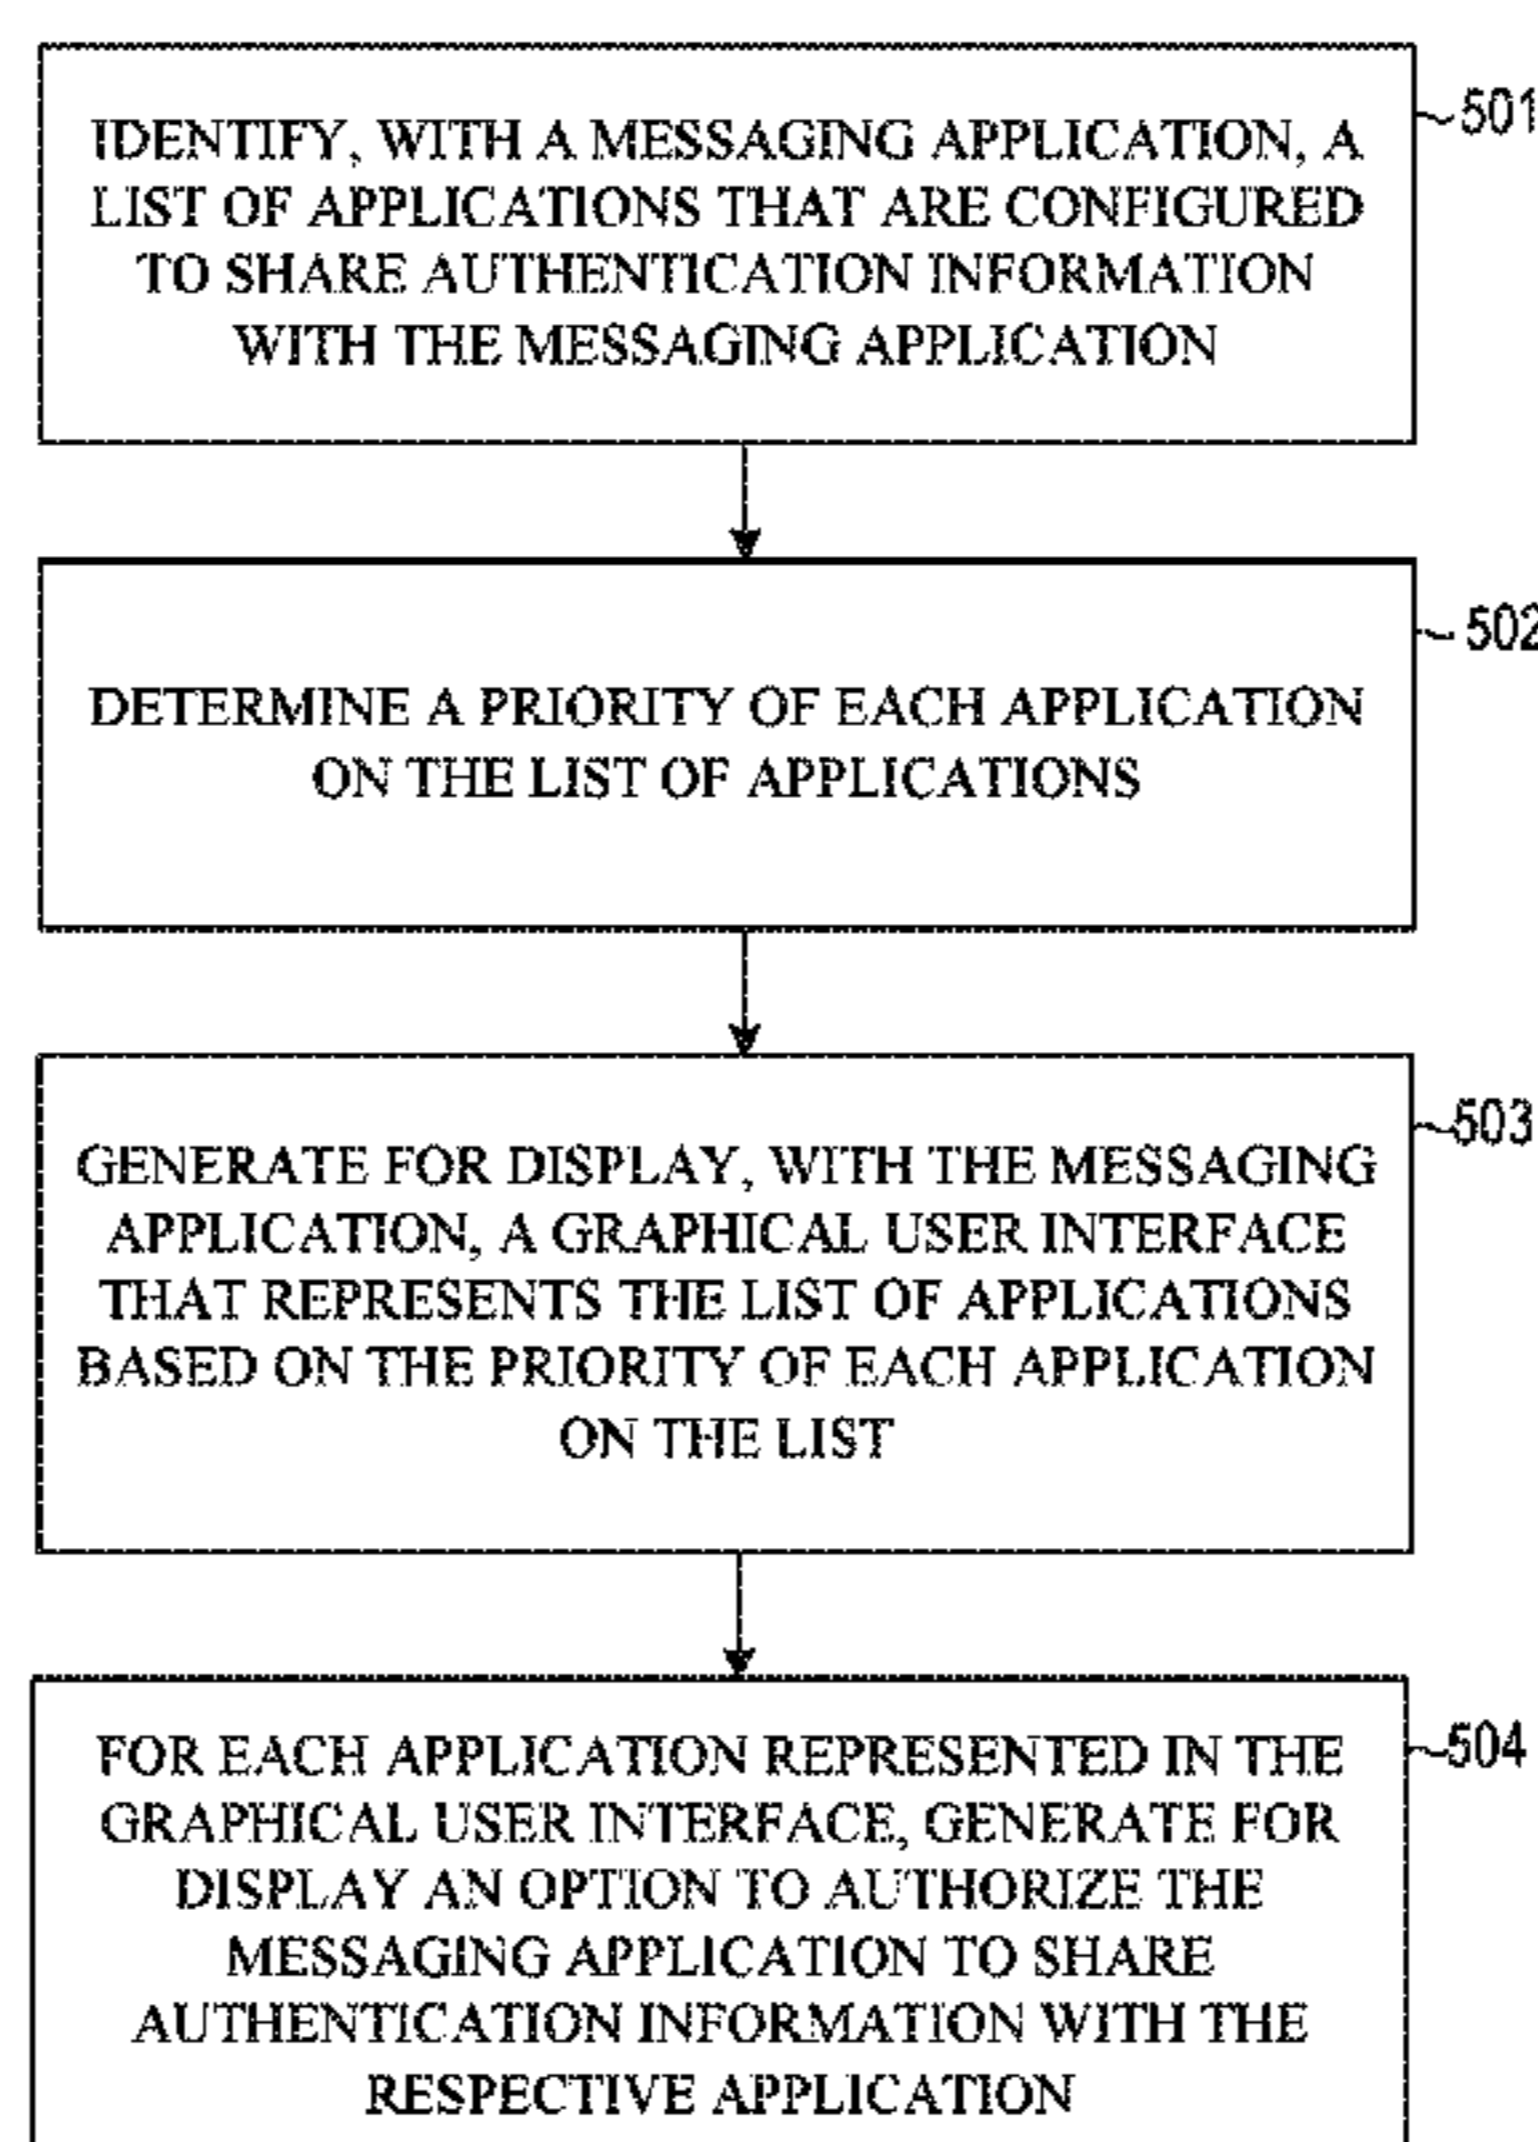 IDENTIFY, WITH A MESSAGING APPLICATION, A
LIST OF APPLICATIONS THAT ARE CONFIGURED
TO SHARE AUTHENTICATION INFORMATION
WITH THE MESSAGING APPLICATION
501
DETERMINE A PRIORITY OF EACH APPLICATION
ON THE LIST OF APPLICATIONS
502
GENERATE FOR DISPLAY, WITH THE MESSAGING
APPLICATION, A GRAPHICAL USER INTERFACE
THAT REPRESENTS THE LIST OF APPLICATIONS
BASED ON THE PRIORITY OF EACH APPLICATION
ON THE LIST
503
FOR EACH APPLICATION REPRESENTED IN THE
GRAPHICAL USER INTERFACE, GENERATE FOR
DISPLAY AN OPTION TO AUTHORIZE THE
MESSAGING APPLICATION TO SHARE
AUTHENTICATION INFORMATION WITH THE
RESPECTIVE APPLICATION
504